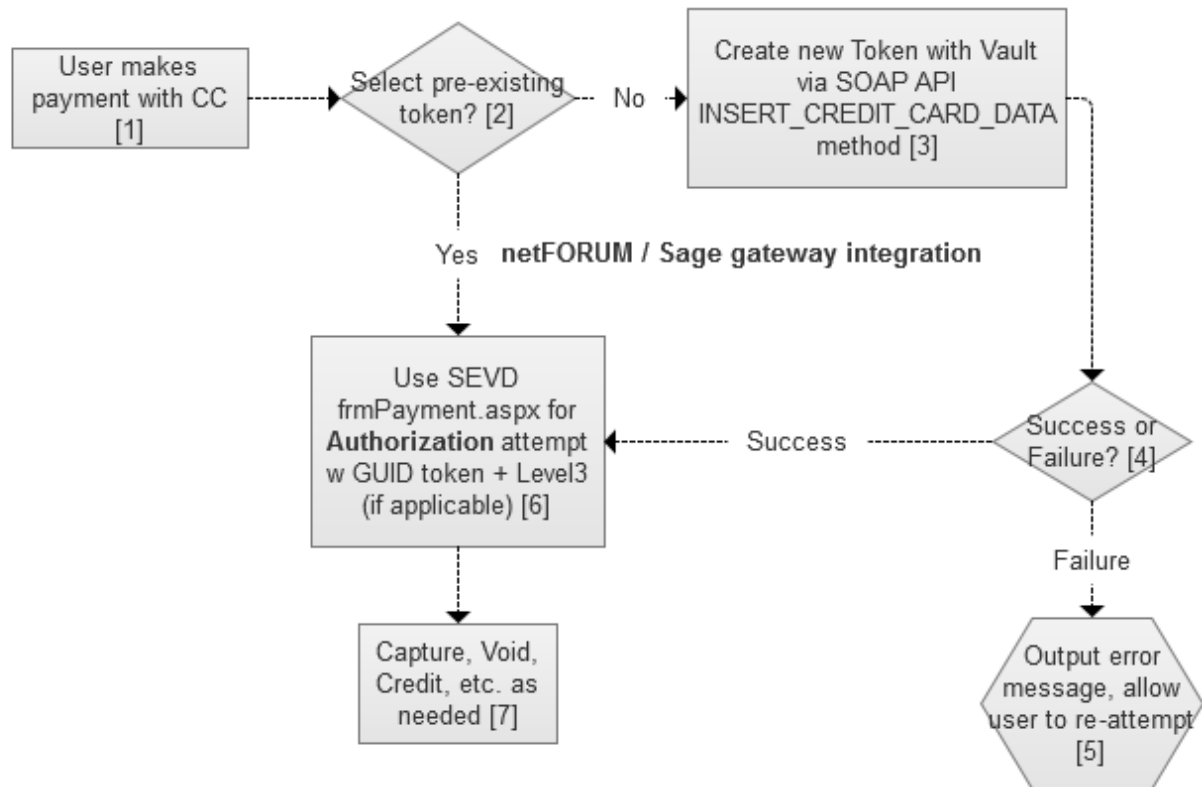 User makes
payment with CC
[1]
Select pre-existing
token? [2]
No
Create new Token with Vault
via SOAP API
INSERT_CREDIT_CARD_DATA
method [3]
Yes
netFORUM / Sage gateway integration
Use SEVD
frmPayment.aspx for
Authorization attempt
w GUID token + Level3
(if applicable) [6]
Success
Success or
Failure? [4]
Failure
Capture, Void,
Credit, etc. as
needed [7]
Output error
message, allow
user to re-attempt
[5]